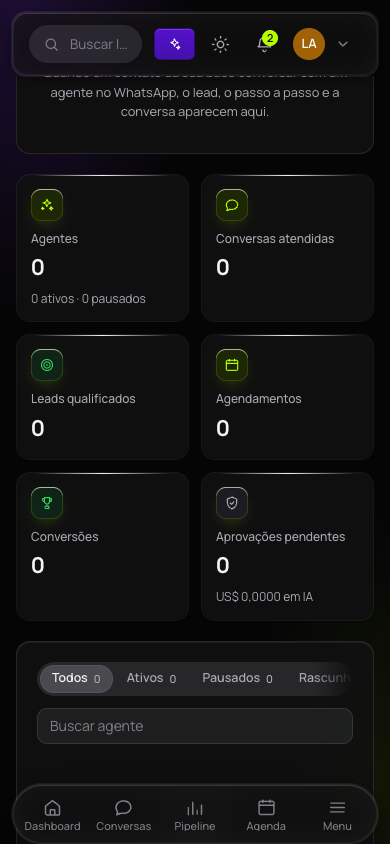 Buscar l...
2
LA
agente no WhatsApp, o lead, o passo a passo e a
conversa aparecem aqui.
Agentes
0
0 ativos · 0 pausados
Conversas atendidas
0
Leads qualificados
0
Agendamentos
0
Conversões
0
Aprovações pendentes
0
US$ 0,0000 em IA
Todos 0
Ativos 0
Pausados 0
Rascunh
Buscar agente
Dashboard
Conversas
Pipeline
Agenda
Menu